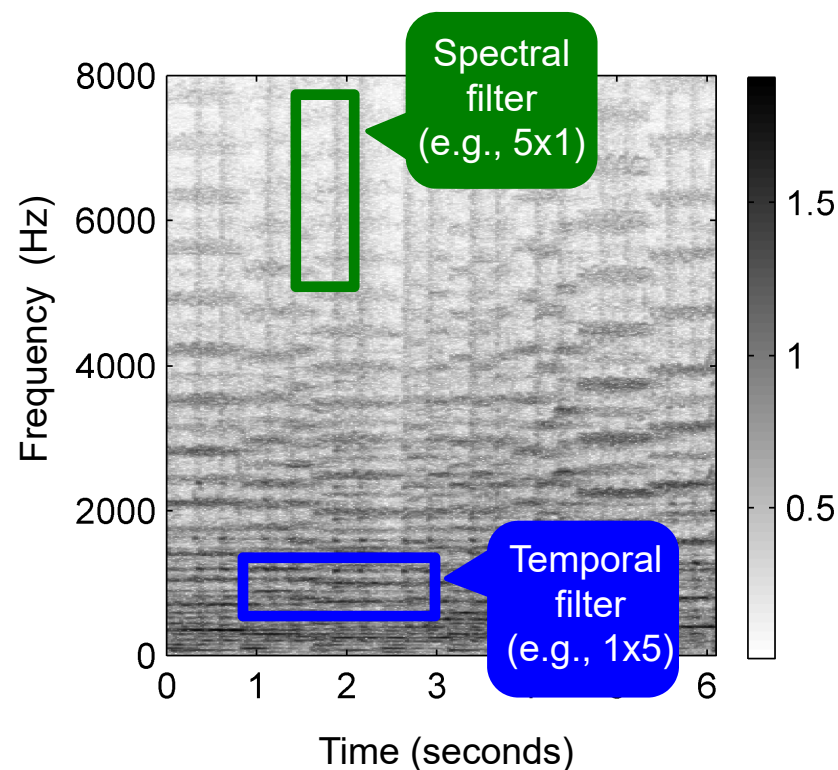 Spectral
filter
(e.g., 5x1)
8000
6000
4000
2000
0
Frequency (Hz)
Temporal
filter
(e.g., 1x5)
0 1 2 3 6
Time (seconds)
1.5
1
0.5